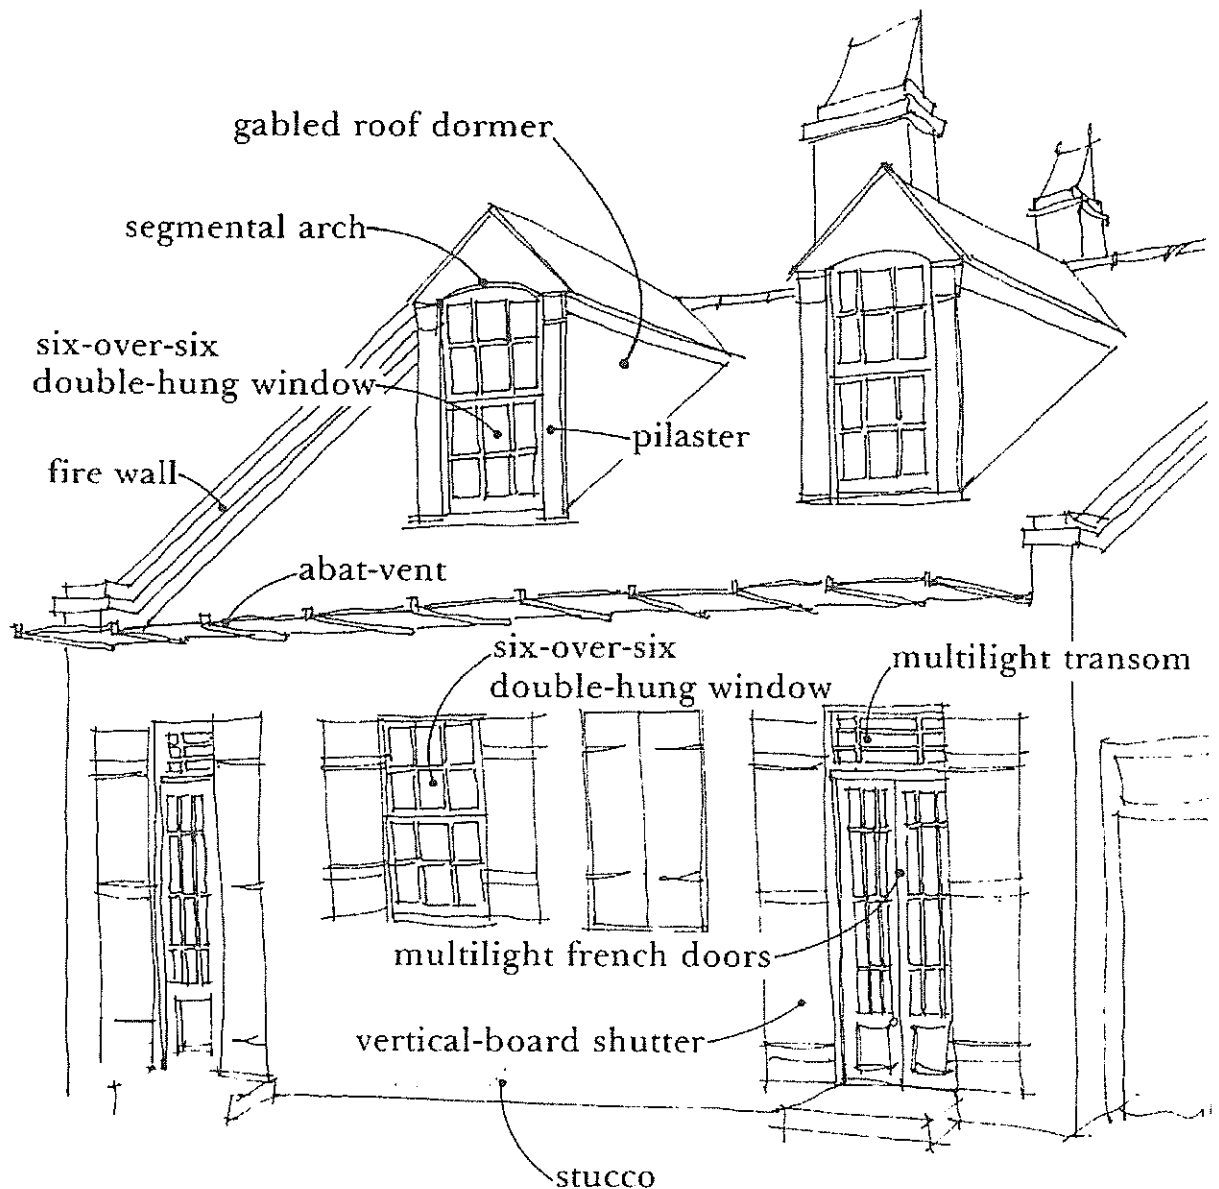 gabled roof dormer
segmental arch
six-over-six
double-hung window
pilaster
fire wall
abat-vent
six-over-six
double-hung window
multilight transom
multilight french doors
vertical-board shutter
stucco